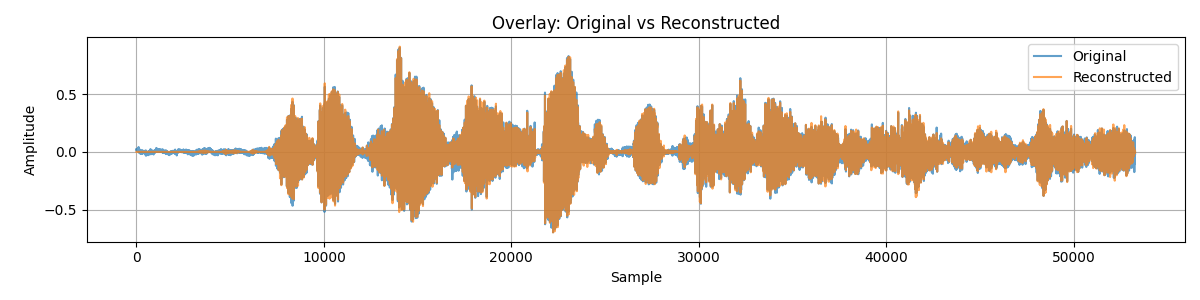 Overlay: Original vs Reconstructed
Original
Reconstructed
Amplitude
0.5
0.0
−0.5
0
10000
20000
30000
40000
50000
Sample